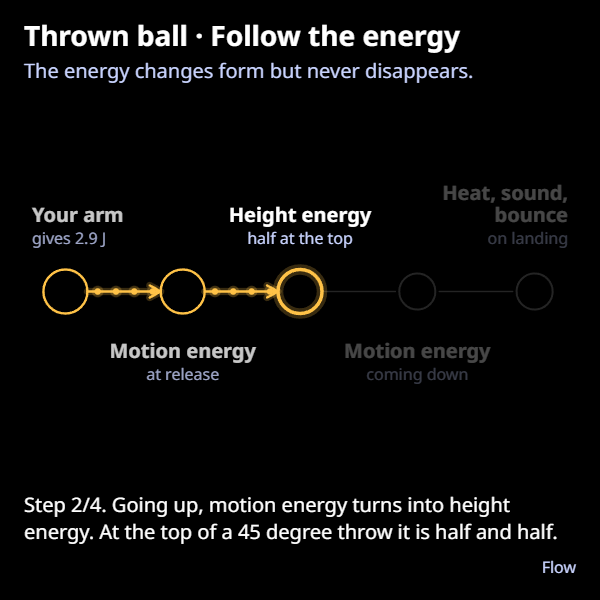 Thrown ball · Follow the energy
The energy changes form but never disappears.
Your arm
gives 2.9 J
Height energy
half at the top
Heat, sound,
bounce
on landing
Motion energy
at release
Motion energy
coming down
Step 2/4. Going up, motion energy turns into height
energy. At the top of a 45 degree throw it is half and half.
Flow